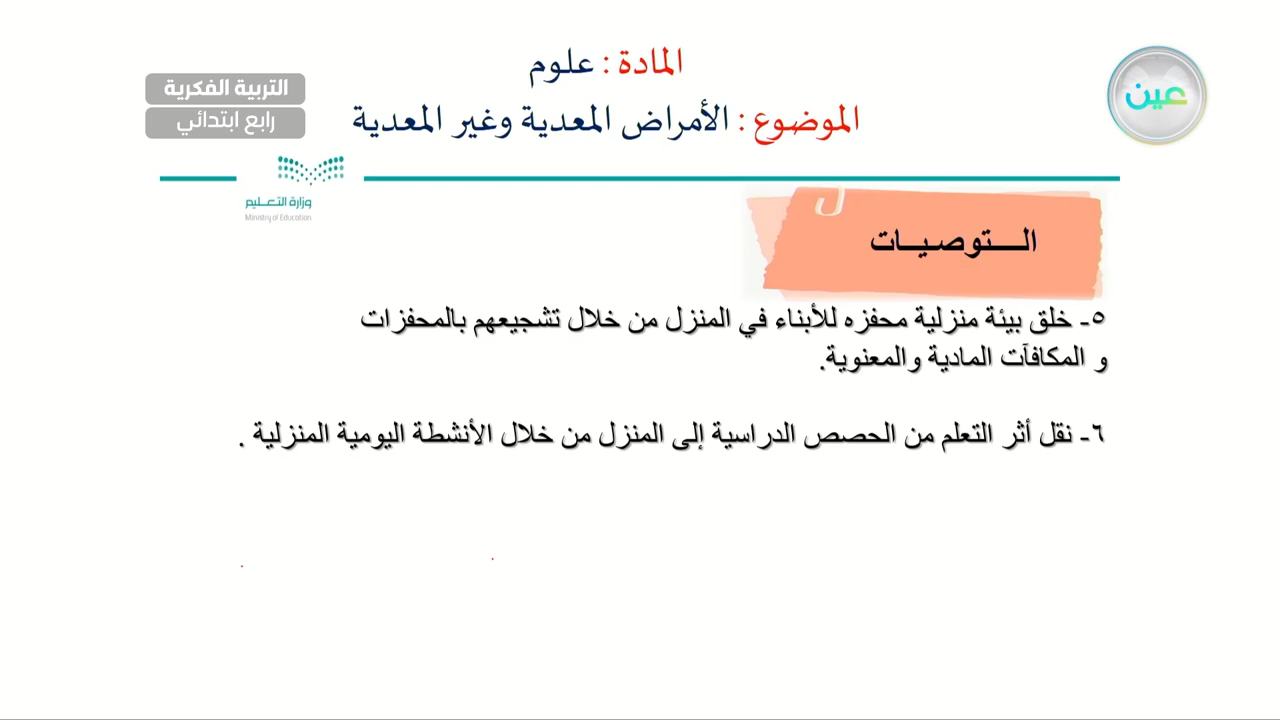 المادة : علوم
الموضوع : الأمراض المعدية وغير المعدية
عين
التربية الفكرية
رابع ابتدائي
وزارة التعـليم
Ministry of Education
الـــتوصـيـات
٥- خلق بيئة منزلية محفزه للأبناء في المنزل من خلال تشجيعهم بالمحفزات
و المكافآت المادية والمعنوية.
٦- نقل أثر التعلم من الحصص الدراسية إلى المنزل من خلال الأنشطة اليومية المنزلية .